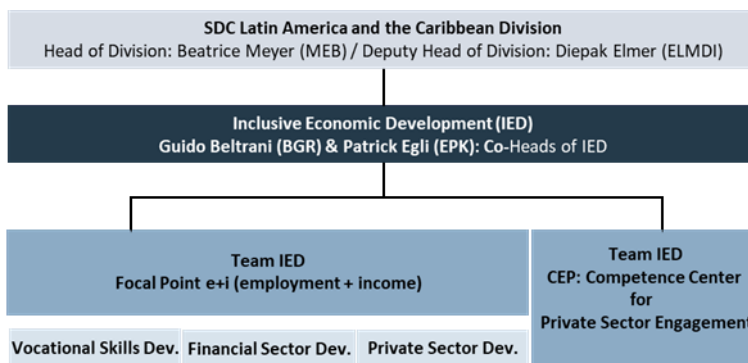 SDC Latin America and the Caribbean Division
Head of Division: Beatrice Meyer (MEB) / Deputy Head of Division: Diepak Elmer (ELMDI)
Inclusive Economic Development (IED)
Guido Beltrani (BGR) & Patrick Egli (EPK): Co-Heads of IED
Team IED
Focal Point e+i (employment + income)
Team IED
CEP: Competence Center
for
Private Sector Engagement
Vocational Skills Dev.
Financial Sector Dev.
Private Sector Dev.